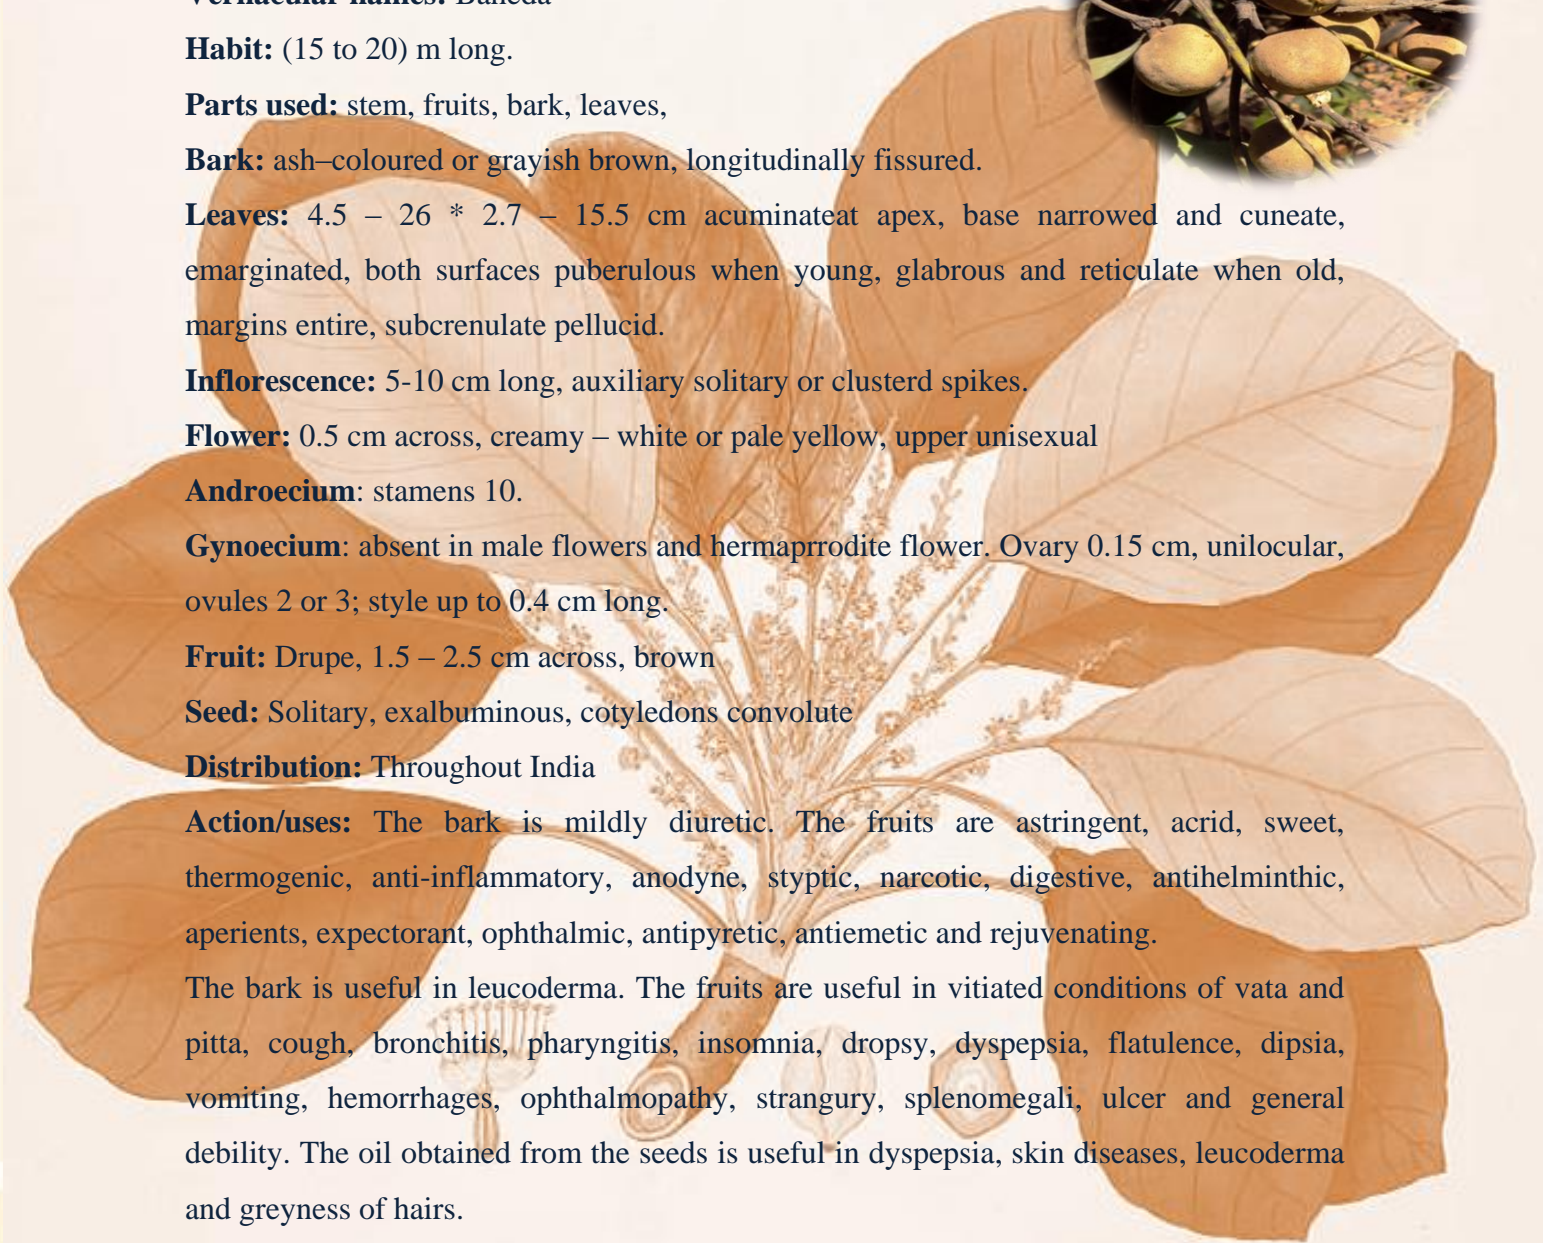 Vernacular names: Baheda
Habit: (15 to 20) m long.
Parts used: stem, fruits, bark, leaves,
Bark: ash–coloured or grayish brown, longitudinally fissured.
Leaves: 4.5 – 26 * 2.7 – 15.5 cm acuminateat apex, base narrowed and cuneate,
emarginated, both surfaces puberulous when young, glabrous and reticulate when old,
margins entire, subcrenulate pellucid.
Inflorescence: 5-10 cm long, auxiliary solitary or clusterd spikes.
Flower: 0.5 cm across, creamy – white or pale yellow, upper unisexual
Androecium: stamens 10.
Gynoecium: absent in male flowers and hermaprrodite flower. Ovary 0.15 cm, unilocular,
ovules 2 or 3; style up to 0.4 cm long.
Fruit: Drupe, 1.5 – 2.5 cm across, brown
Seed: Solitary, exalbuminous, cotyledons convolute
Distribution: Throughout India
Action/uses: The bark is mildly diuretic. The fruits are astringent, acrid, sweet,
thermogenic, anti-inflammatory, anodyne, styptic, narcotic, digestive, antihelminthic,
aperients, expectorant, ophthalmic, antipyretic, antiemetic and rejuvenating.
The bark is useful in leucoderma. The fruits are useful in vitiated conditions of vata and
pitta, cough, bronchitis, pharyngitis, insomnia, dropsy, dyspepsia, flatulence, dipsia,
vomiting, hemorrhages, ophthalmopathy, strangury, splenomegali, ulcer and general
debility. The oil obtained from the seeds is useful in dyspepsia, skin diseases, leucoderma
and greyness of hairs.